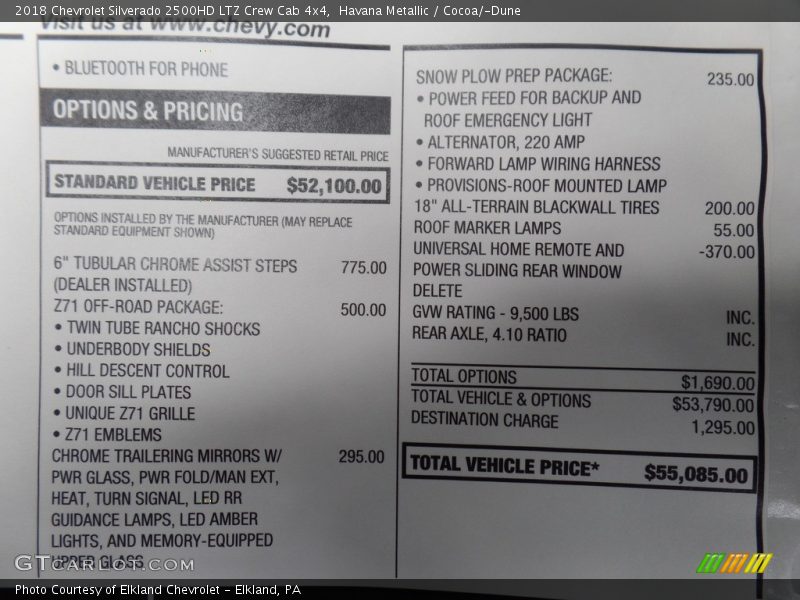 2018 Chevrolet Silverado 2500HD LTZ Crew Cab 4x4,  Havana Metallic / Cocoa/-Dune
Visit us at www.chevy.com
• BLUETOOTH FOR PHONE
OPTIONS & PRICING
MANUFACTURER'S SUGGESTED RETAIL PRICE
STANDARD VEHICLE PRICE $52,100.00
OPTIONS INSTALLED BY THE MANUFACTURER (MAY REPLACE
STANDARD EQUIPMENT SHOWN)
6" TUBULAR CHROME ASSIST STEPS 775.00
(DEALER INSTALLED)
Z71 OFF-ROAD PACKAGE: 500.00
• TWIN TUBE RANCHO SHOCKS
• UNDERBODY SHIELDS
• HILL DESCENT CONTROL
• DOOR SILL PLATES
• UNIQUE Z71 GRILLE
• Z71 EMBLEMS
CHROME TRAILERING MIRRORS W/ 295.00
PWR GLASS, PWR FOLD/MAN EXT,
HEAT, TURN SIGNAL, LED RR
GUIDANCE LAMPS, LED AMBER
LIGHTS, AND MEMORY-EQUIPPED
UPPER GLASS
SNOW PLOW PREP PACKAGE: 235.00
• POWER FEED FOR BACKUP AND
ROOF EMERGENCY LIGHT
• ALTERNATOR, 220 AMP
• FORWARD LAMP WIRING HARNESS
• PROVISIONS-ROOF MOUNTED LAMP
18" ALL-TERRAIN BLACKWALL TIRES 200.00
ROOF MARKER LAMPS 55.00
UNIVERSAL HOME REMOTE AND -370.00
POWER SLIDING REAR WINDOW
DELETE
GVW RATING - 9,500 LBS INC.
REAR AXLE, 4.10 RATIO INC.
TOTAL OPTIONS $1,690.00
TOTAL VEHICLE & OPTIONS $53,790.00
DESTINATION CHARGE 1,295.00
TOTAL VEHICLE PRICE* $55,085.00
GTcarlot.com
Photo Courtesy of Elkland Chevrolet - Elkland, PA